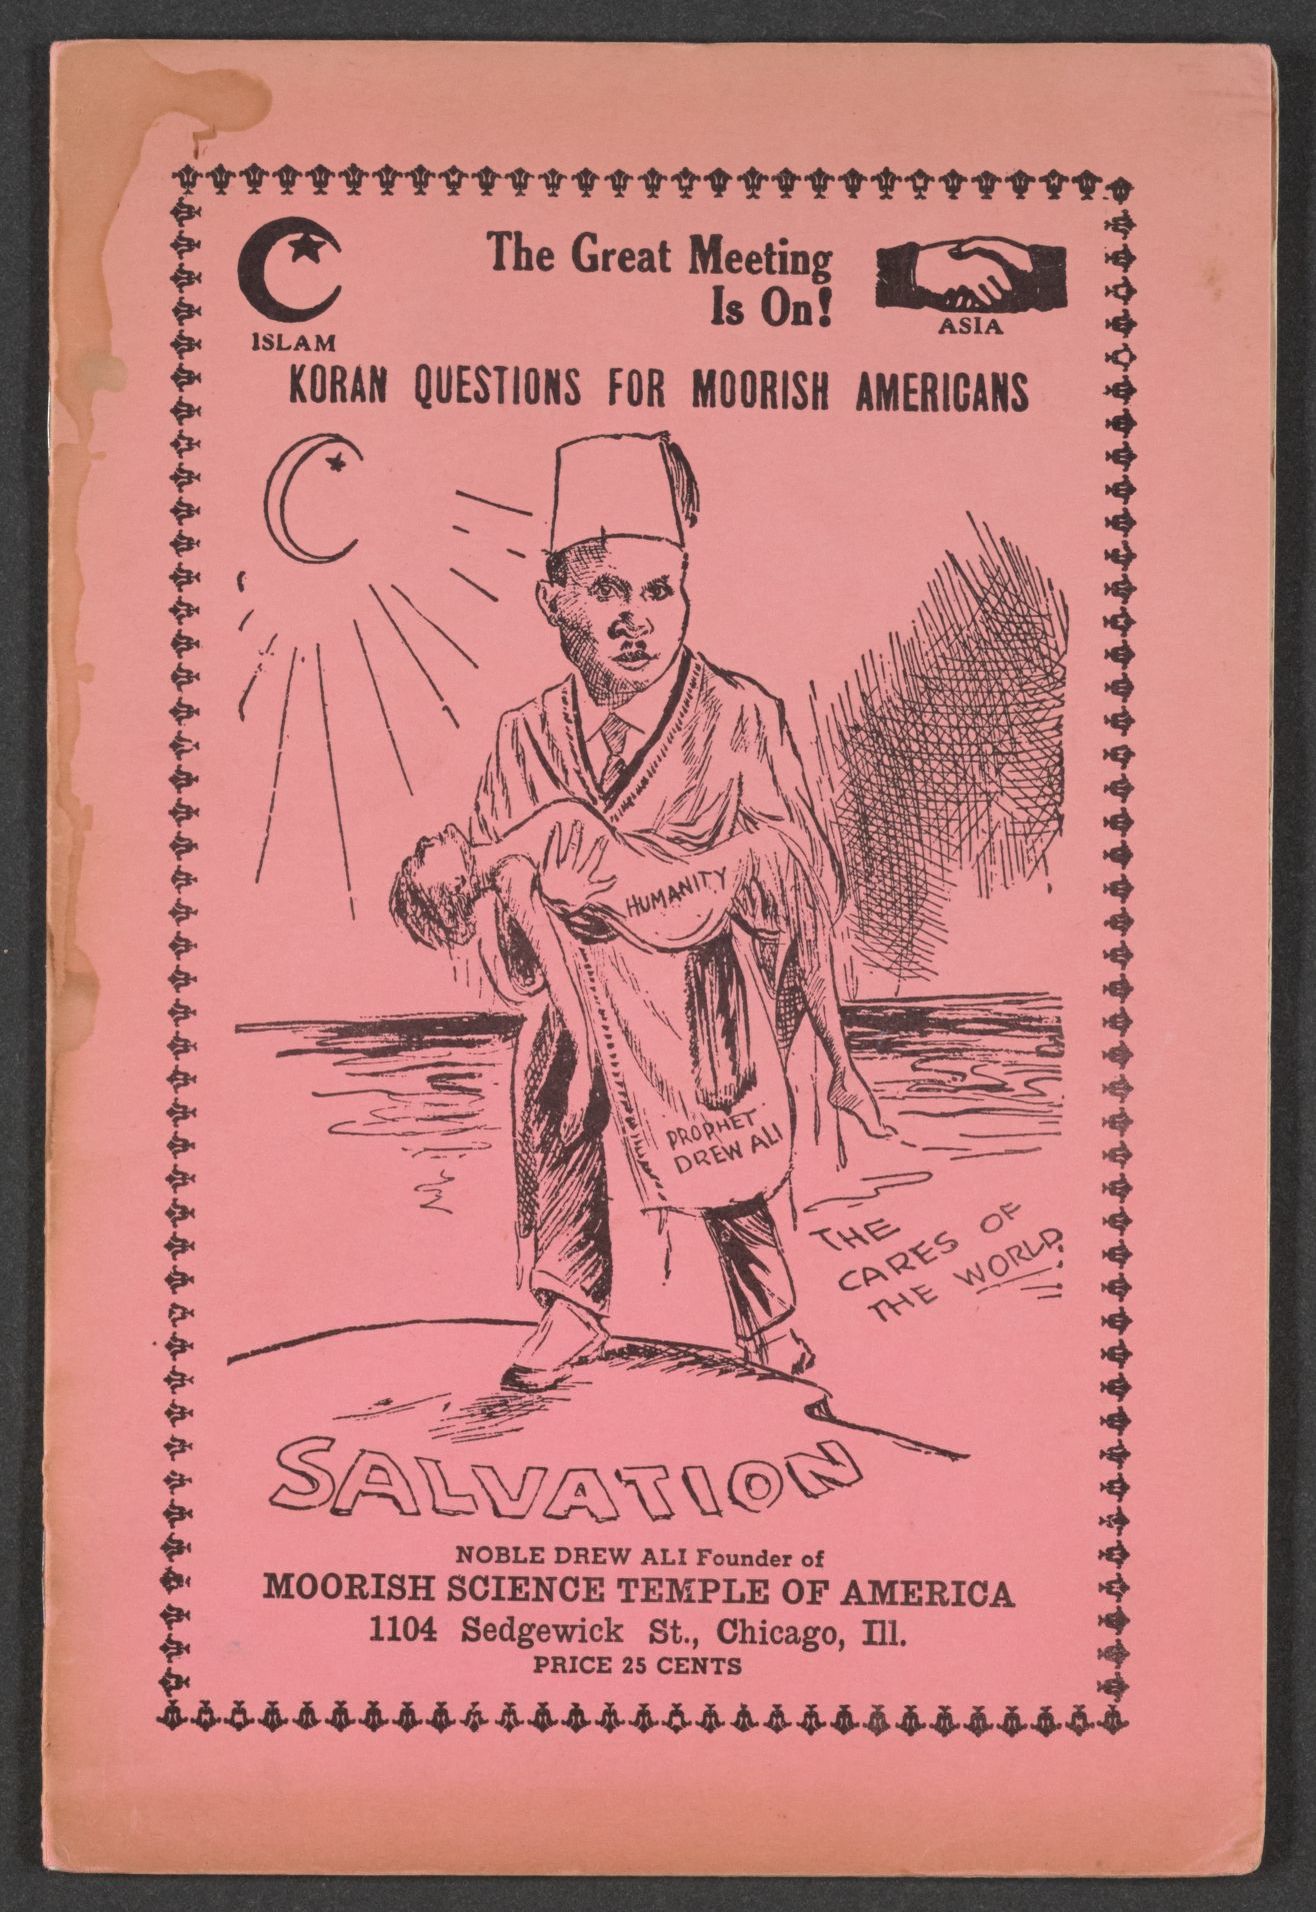 The Great Meeting
Is On!
ISLAM
ASIA
KORAN QUESTIONS FOR MOORISH AMERICANS
HUMANITY
PROPHET
DREW ALI
THE
CARES OF
THE WORLD
SALVATION
NOBLE DREW ALI Founder of
MOORISH SCIENCE TEMPLE OF AMERICA
1104 Sedgewick St., Chicago, Ill.
PRICE 25 CENTS